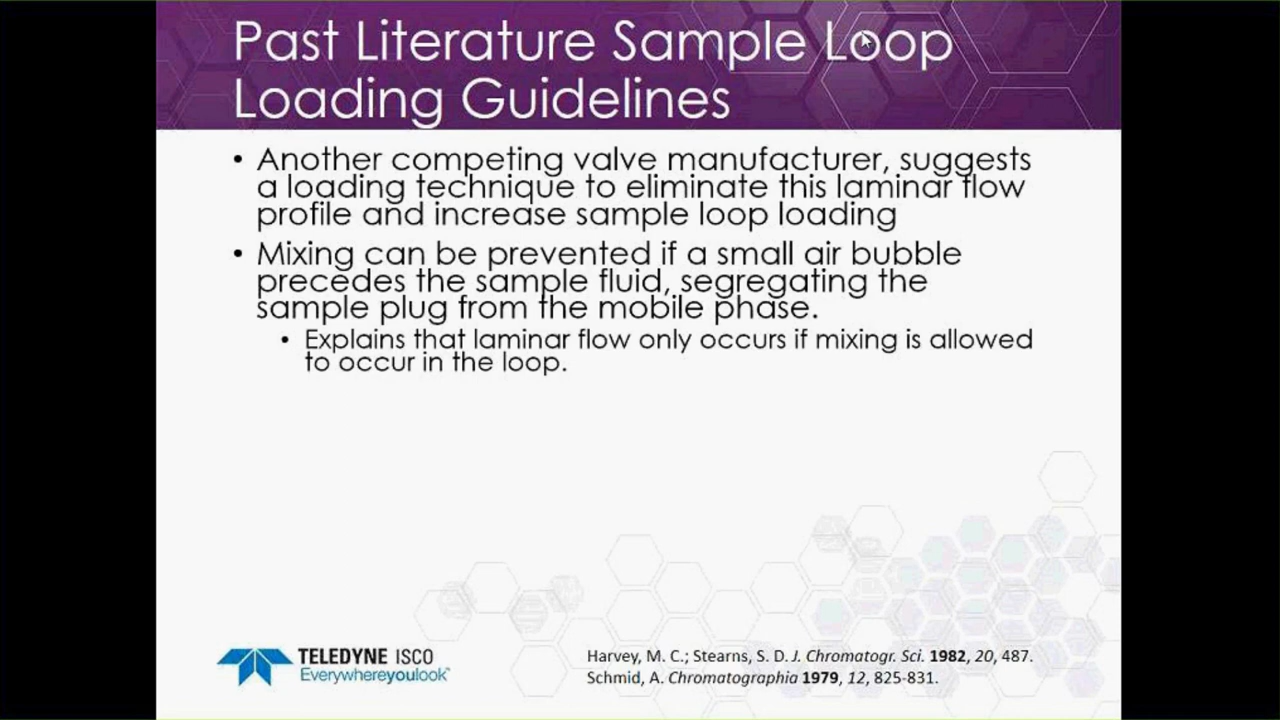 Past Literature Sample Loop
Loading Guidelines
• Another competing valve manufacturer, suggests
a loading technique to eliminate this laminar flow
profile and increase sample loop loading
• Mixing can be prevented if a small air bubble
precedes the sample fluid, segregating the
sample plug from the mobile phase.
• Explains that laminar flow only occurs if mixing is allowed
to occur in the loop.
TELEDYNE ISCO
Everywhereyoulook™
Harvey, M. C.; Stearns, S. D. J. Chromatogr. Sci. 1982, 20, 487.
Schmid, A. Chromatographia 1979, 12, 825-831.